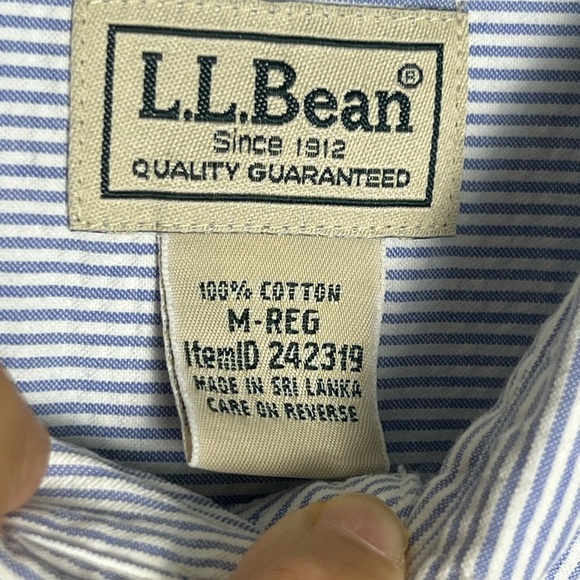 L.L.Bean®
Since 1912
QUALITY GUARANTEED
100% COTTON
M-REG
ItemID 242319
MADE IN SRI LANKA
CARE ON REVERSE